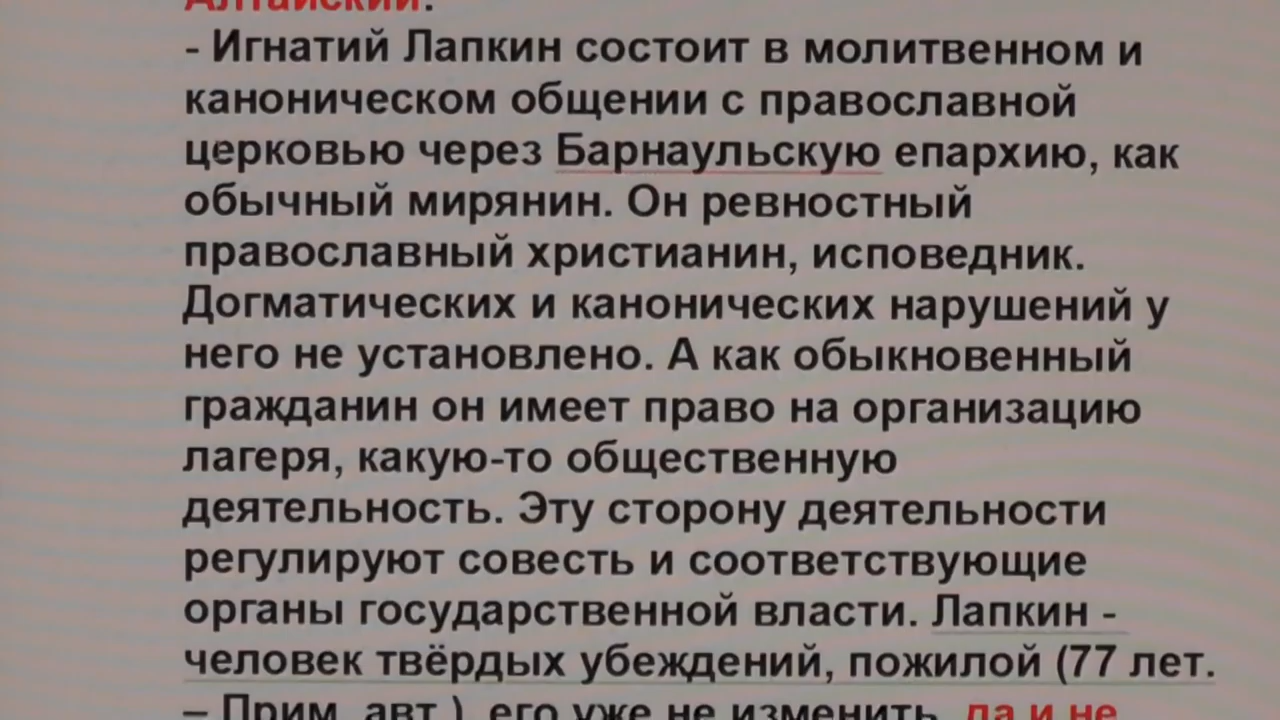 Алтайский:
- Игнатий Лапкин состоит в молитвенном и
каноническом общении с православной
церковью через Барнаульскую епархию, как
обычный мирянин. Он ревностный
православный христианин, исповедник.
Догматических и канонических нарушений у
него не установлено. А как обыкновенный
гражданин он имеет право на организацию
лагеря, какую-то общественную
деятельность. Эту сторону деятельности
регулируют совесть и соответствующие
органы государственной власти. Лапкин -
человек твёрдых убеждений, пожилой (77 лет.
– Прим. авт.), его уже не изменить, да и не